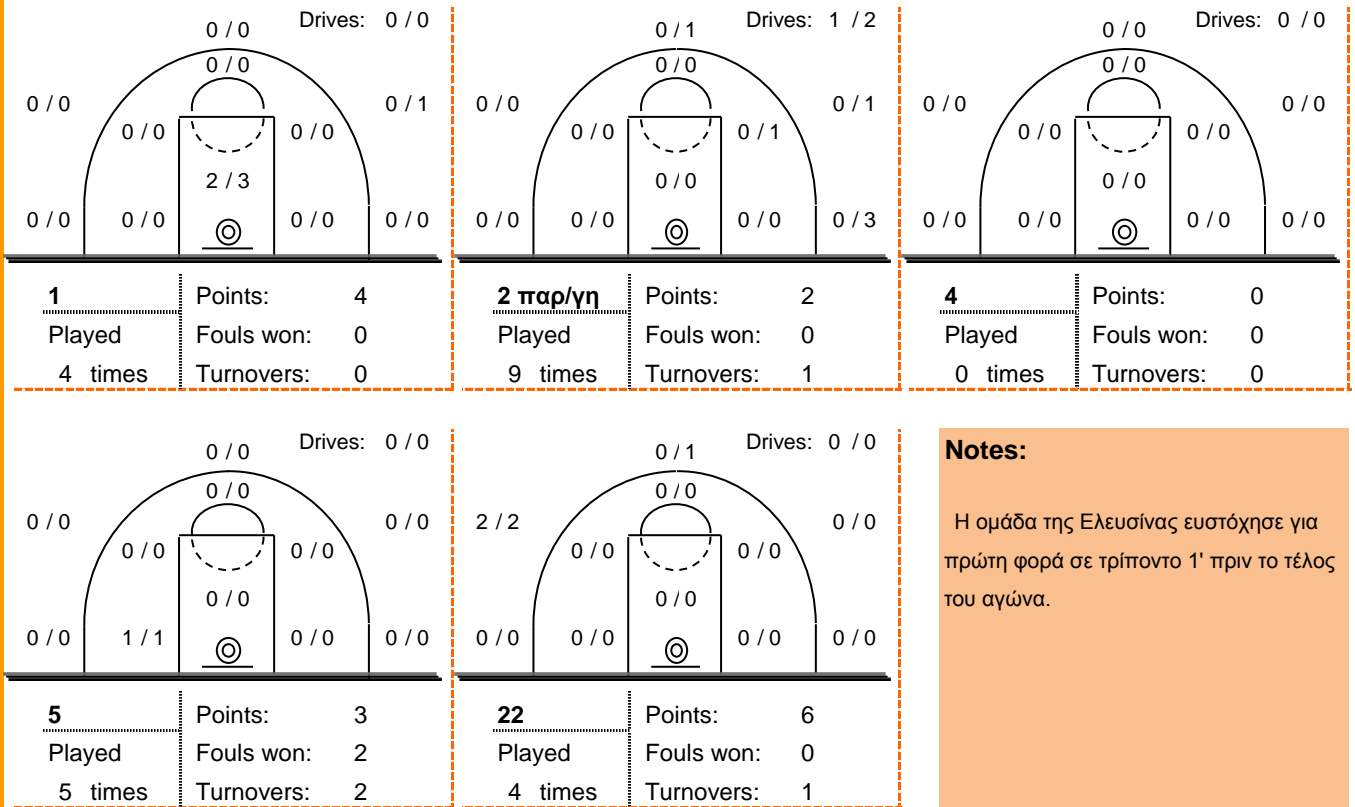 Drives: 0 / 0
0 / 0
0 / 0
0 / 0
0 / 1
0 / 0
0 / 0
2 / 3
0 / 0
0 / 0
0 / 0
0 / 0
1
Points: 4
Played
Fouls won: 0
4 times
Turnovers: 0
Drives: 1 / 2
0 / 1
0 / 0
0 / 0
0 / 1
0 / 0
0 / 1
0 / 0
0 / 0
0 / 0
0 / 0
0 / 3
2 παρ/γη
Points: 2
Played
Fouls won: 0
9 times
Turnovers: 1
Drives: 0 / 0
0 / 0
0 / 0
0 / 0
0 / 0
0 / 0
0 / 0
0 / 0
0 / 0
0 / 0
0 / 0
0 / 0
4
Points: 0
Played
Fouls won: 0
0 times
Turnovers: 0
Drives: 0 / 0
0 / 0
0 / 0
0 / 0
0 / 0
0 / 0
0 / 0
0 / 0
0 / 0
1 / 1
0 / 0
0 / 0
5
Points: 3
Played
Fouls won: 2
5 times
Turnovers: 2
Drives: 0 / 0
0 / 1
0 / 0
2 / 2
0 / 0
0 / 0
0 / 0
0 / 0
0 / 0
0 / 0
0 / 0
0 / 0
22
Points: 6
Played
Fouls won: 0
4 times
Turnovers: 1
Notes:
Η ομάδα της Ελευσίνας ευστόχησε για
πρώτη φορά σε τρίποντο 1' πριν το τέλος
του αγώνα.